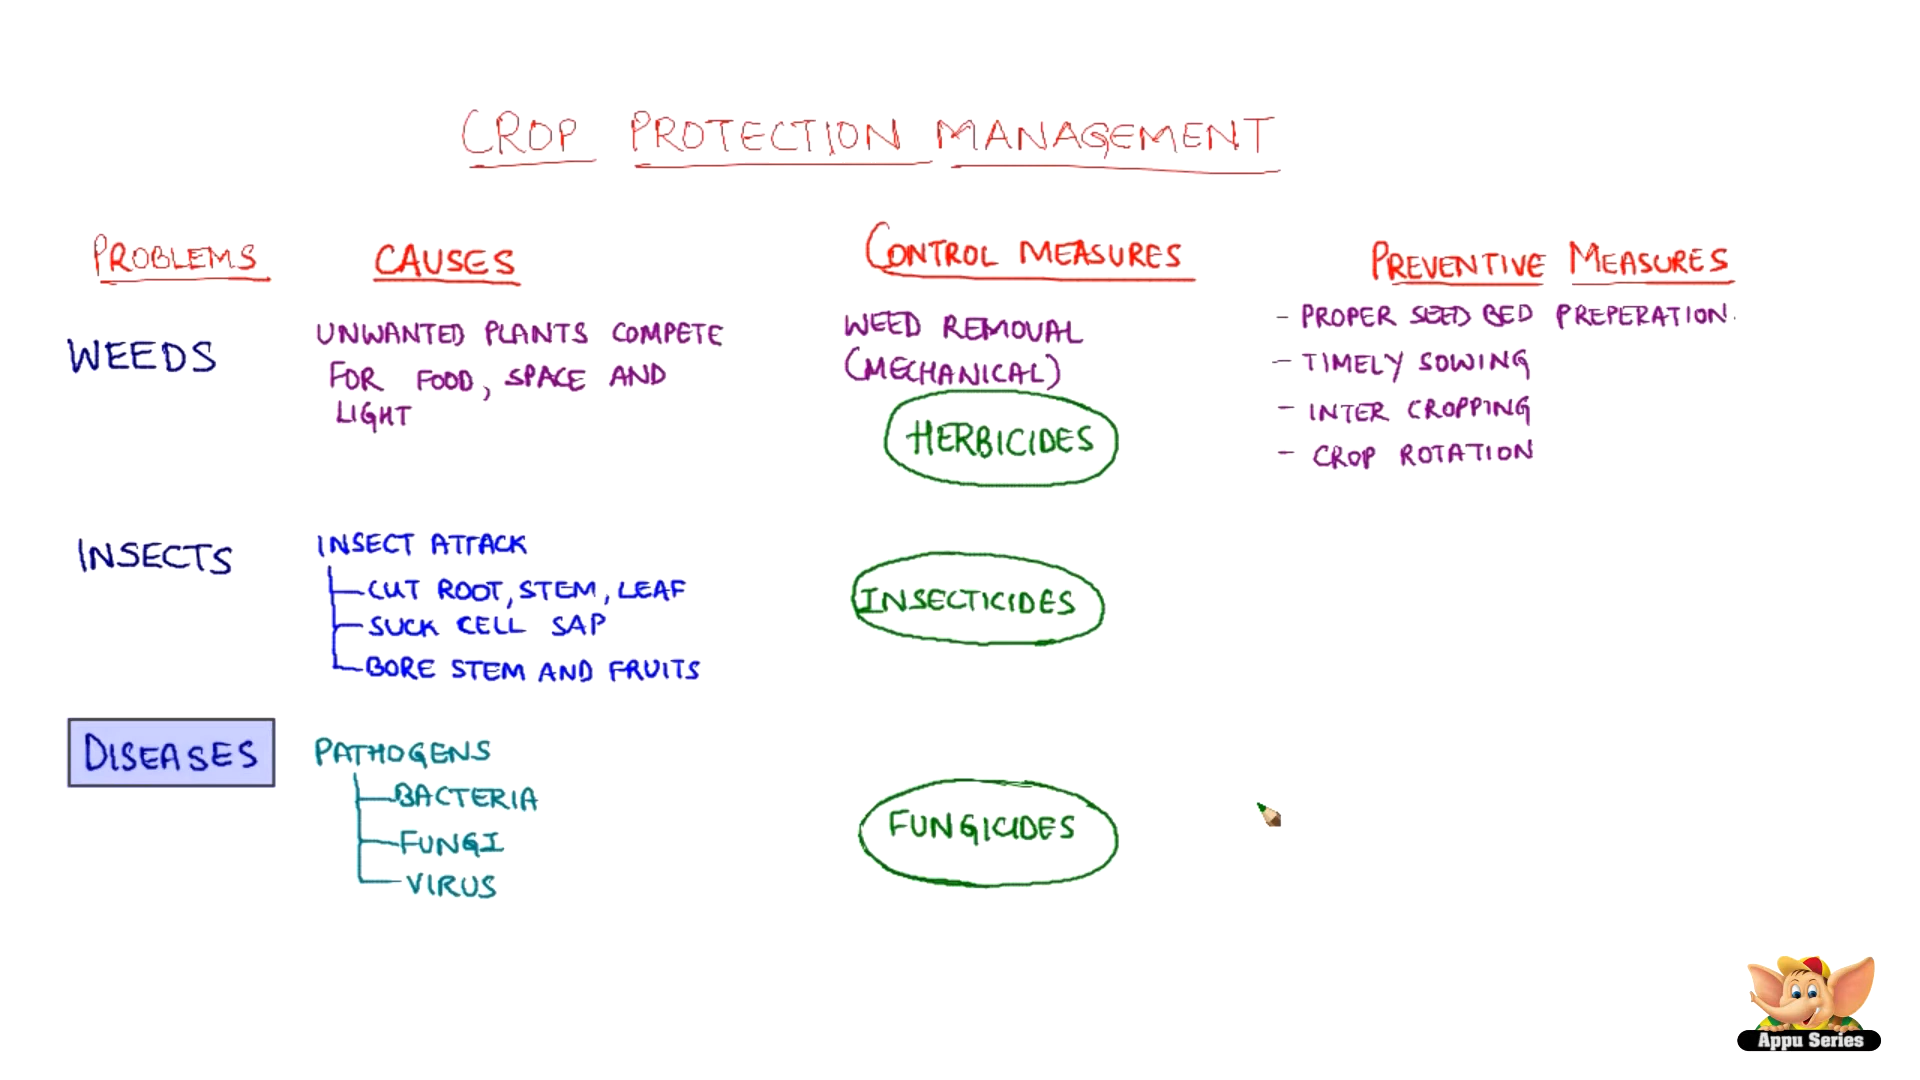 CROP PROTECTION MANAGEMENT
PROBLEMS CAUSES CONTROL MEASURES PREVENTIVE MEASURES
WEEDS
UNWANTED PLANTS COMPETE
FOR FOOD, SPACE AND
LIGHT
WEED REMOVAL
(MECHANICAL)
HERBICIDES
- PROPER SEED BED PREPERATION.
- TIMELY SOWING
- INTER CROPPING
- CROP ROTATION
INSECTS
INSECT ATTACK
CUT ROOT, STEM, LEAF
SUCK CELL SAP
BORE STEM AND FRUITS
INSECTICIDES
DISEASES
PATHOGENS
BACTERIA
FUNGI
VIRUS
FUNGICIDES
Appu Series